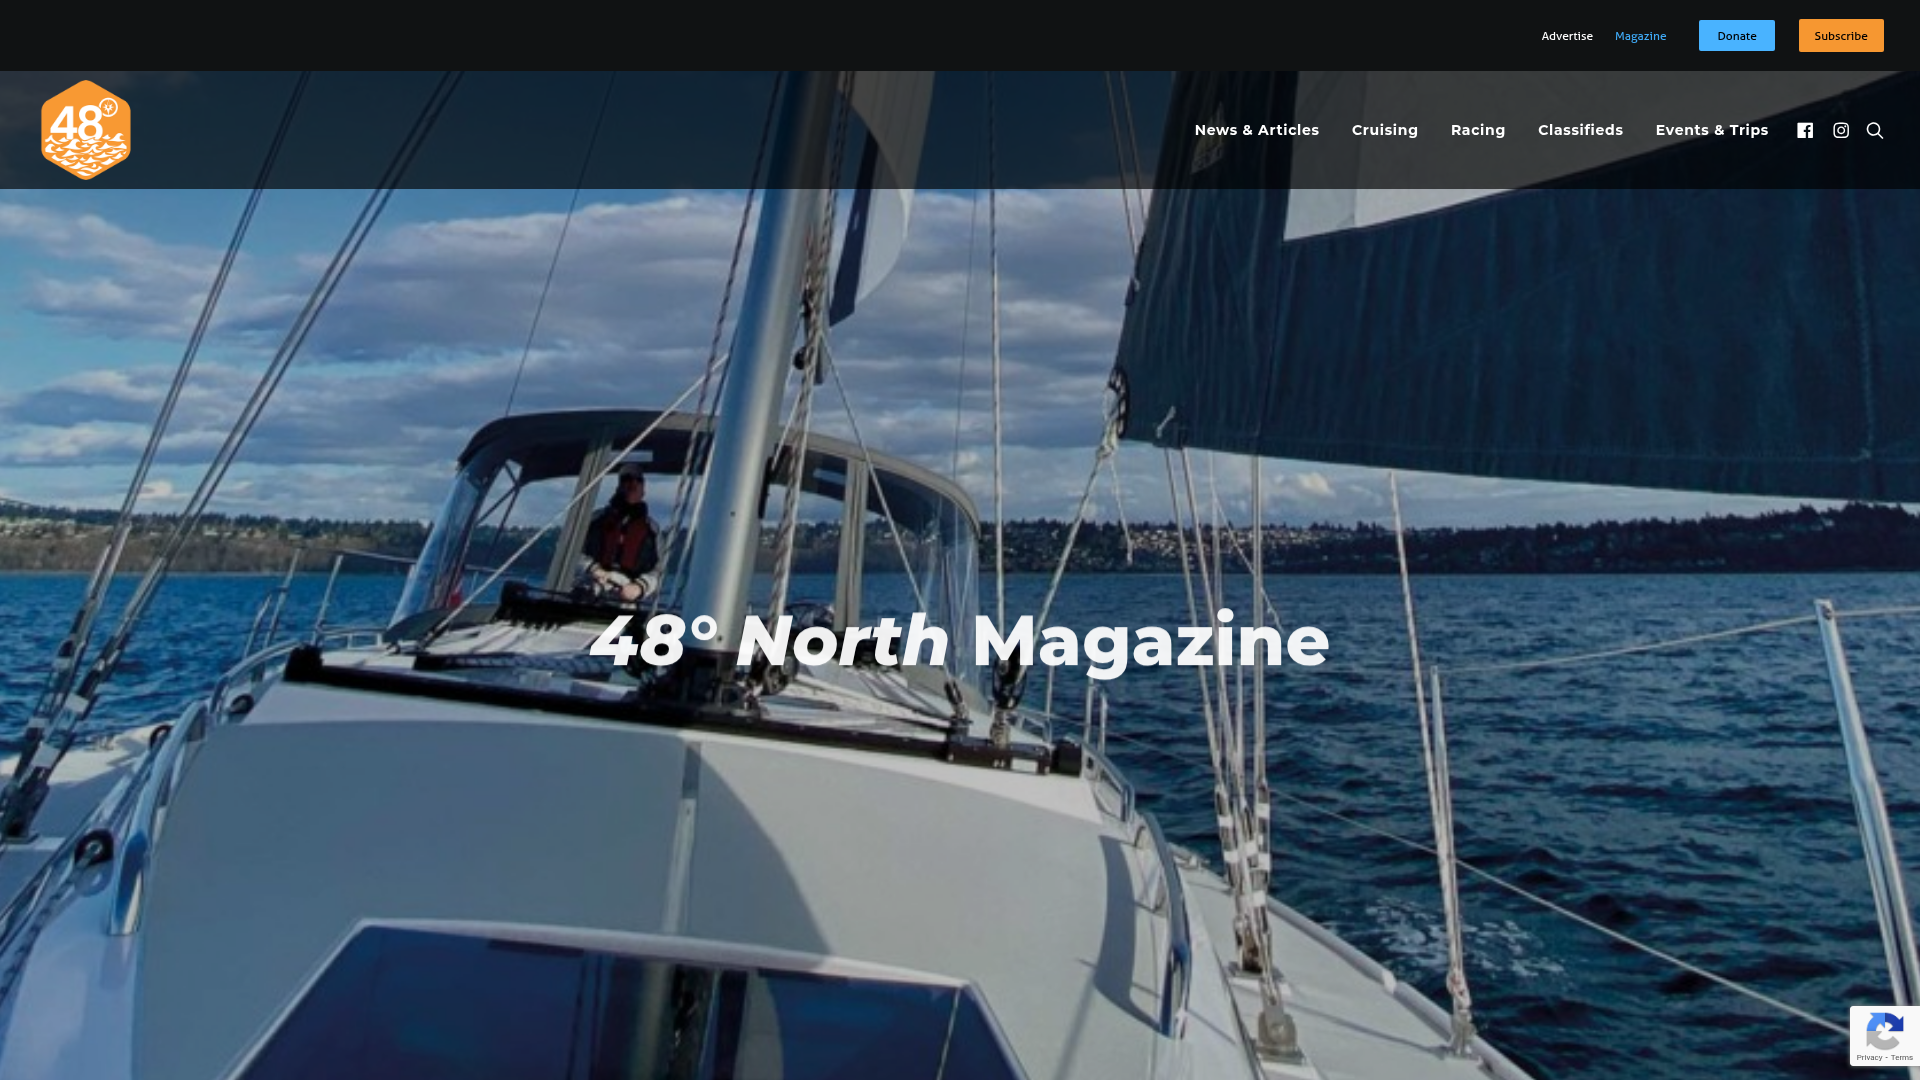 Advertise Magazine Donate Subscribe
48°
News & Articles Cruising Racing Classifieds Events & Trips
48° North Magazine
Privacy - Terms